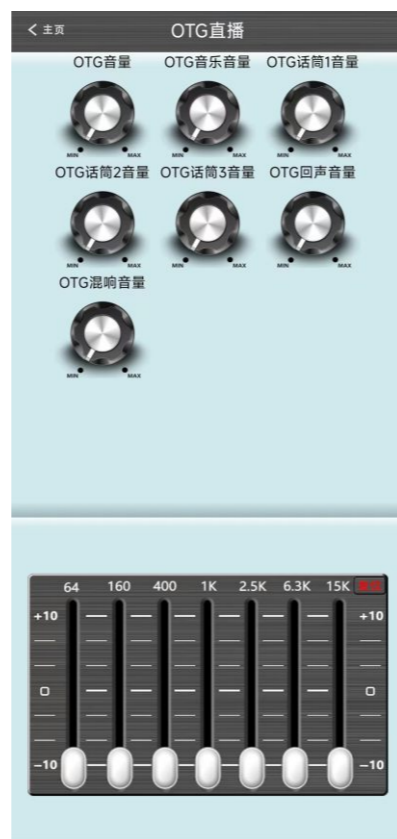 主页
OTG直播
OTG音量 OTG音乐音量 OTG话筒1音量
MIN MAX MIN MAX MIN MAX
OTG话筒2音量 OTG话筒3音量 OTG回声音量
MIN MAX MIN MAX MIN MAX
OTG混响音量
MIN MAX
64 160 400 1K 2.5K 6.3K 15K
+10 +10
0 0
-10 -10